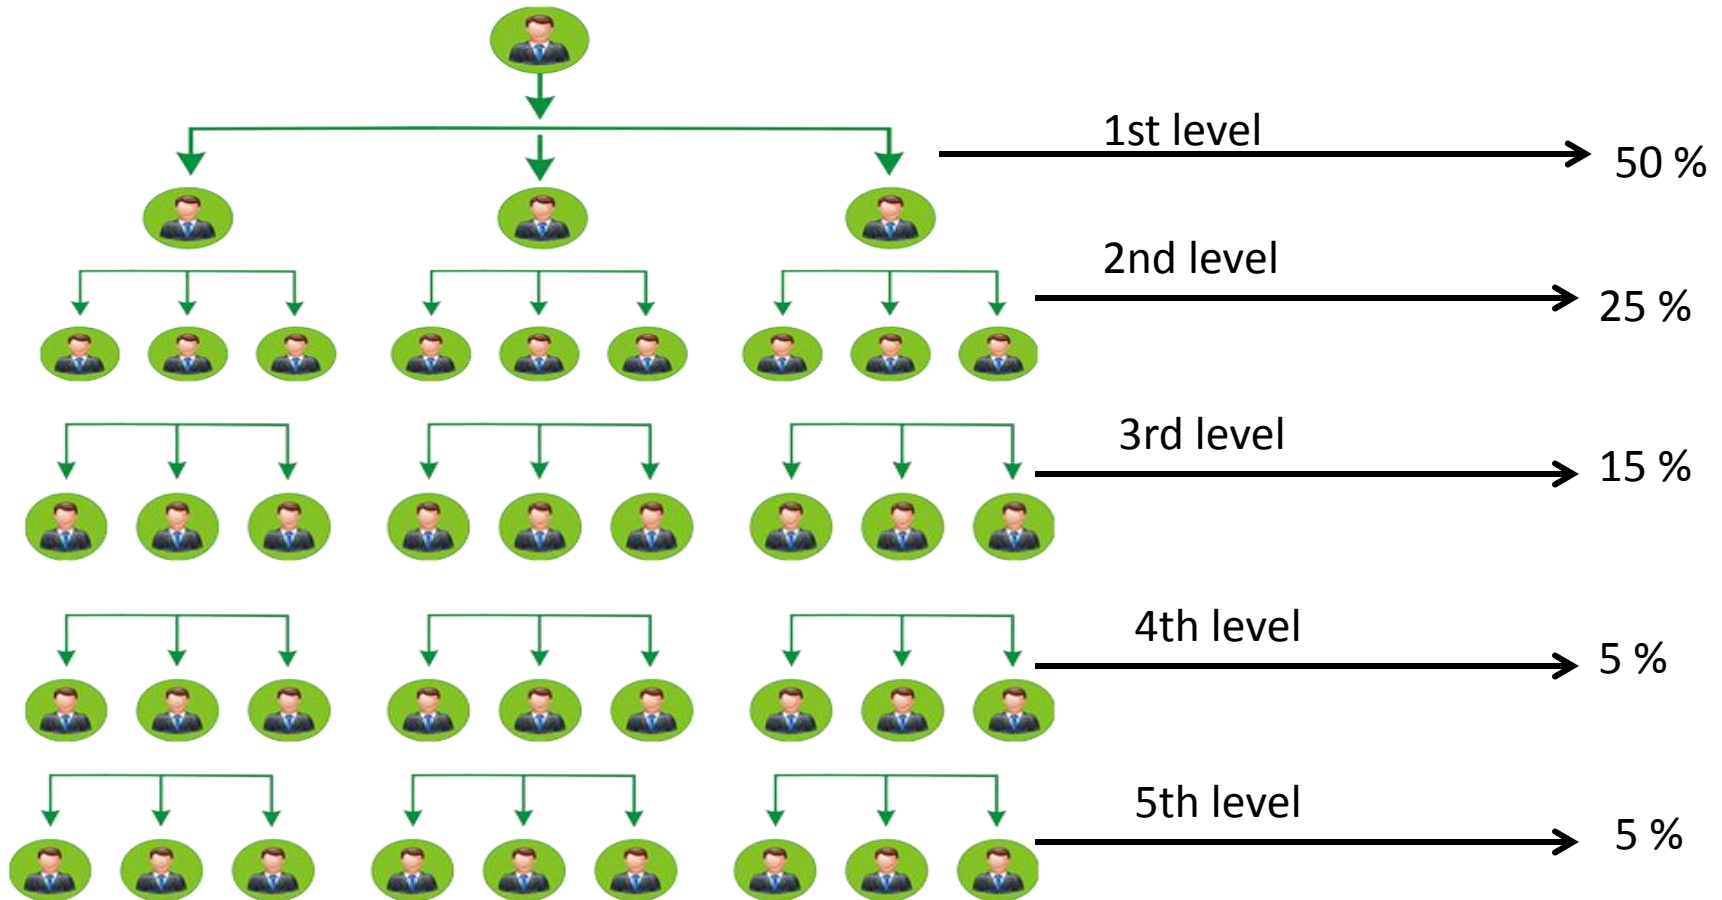 1st level
50 %
2nd level
25 %
3rd level
15 %
4th level
5 %
5th level
5 %